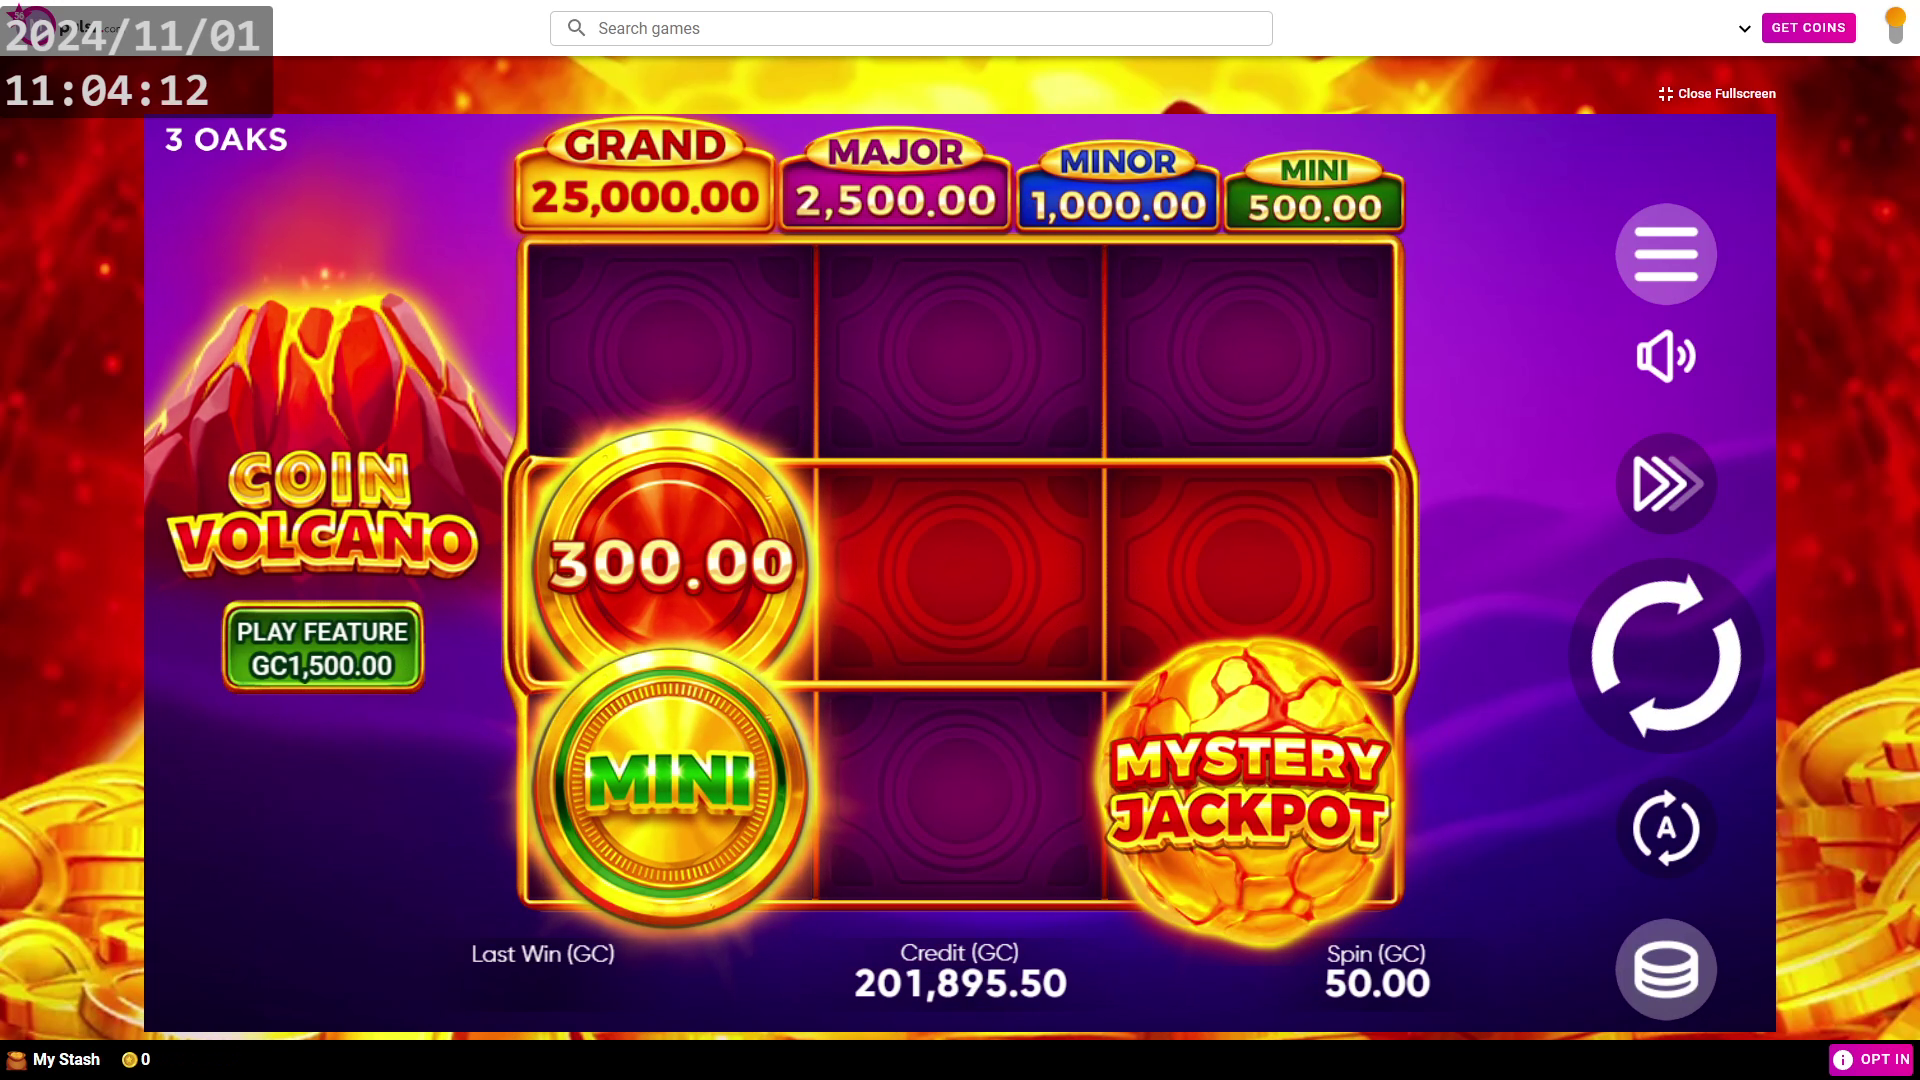 2024/11/01
11:04:12
Search games
GET COINS
Close Fullscreen
3 OAKS
GRAND
25,000.00
MAJOR
2,500.00
MINOR
1,000.00
MINI
500.00
COIN
VOLCANO
PLAY FEATURE
GC1,500.00
300.00
MINI
MYSTERY
JACKPOT
A
Last Win (GC)
Credit (GC)
201,895.50
Spin (GC)
50.00
My Stash
0
OPT IN